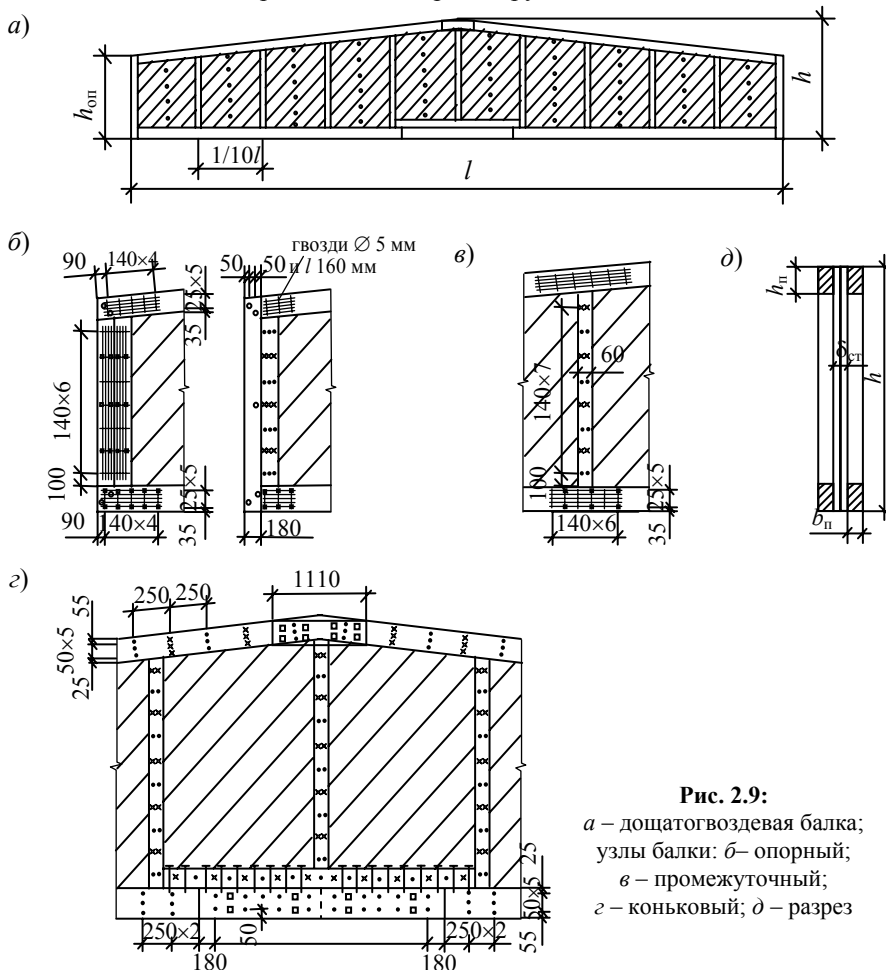 а)
h
hоп
1/10l
l
б)
90
140×4
25×5
35
140×6
100
90
140×4
25×5
35
50
50
гвозди ∅ 5 мм
и l 160 мм
180
в)
140×7
60
100
140×6
25×5
35
д)
hп
δст
h
bп
г)
1110
250
250
55
50×5
25
250×2
180
50
180
250×2
25
50×5
55
Рис. 2.9:
а – дощатогвоздевая балка;
узлы балки: б– опорный;
в – промежуточный;
г – коньковый; д – разрез